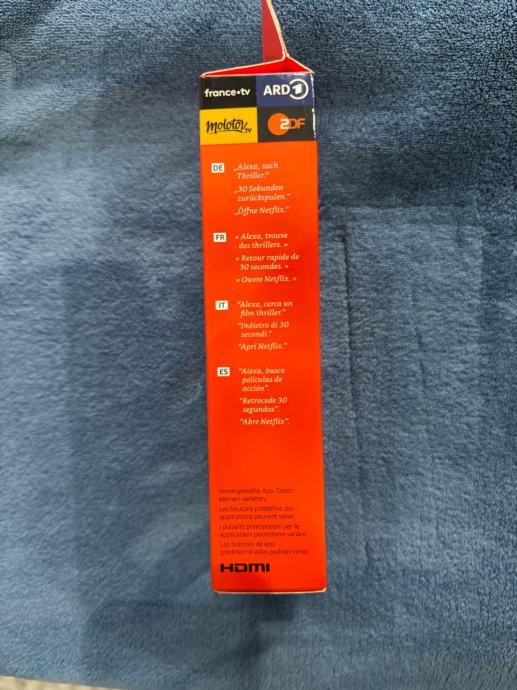 france•tv
ARD 1
molotov.TV
ZDF
DE
„Alexa, such
Thriller.“
„30 Sekunden
zurückspulen.“
„Öffne Netflix.“
FR
« Alexa, trouve
des thrillers. »
« Retour rapide de
30 secondes. »
« Ouvre Netflix. »
IT
“Alexa, cerca un
film thriller.”
“Indietro di 30
secondi.”
“Apri Netflix.”
ES
“Alexa, busca
películas de
acción”.
“Retrocede 30
segundos”.
“Abre Netflix”.
Voreingestellte App-Tasten
können variieren.
Les boutons prédéfinis des
applications peuvent varier.
I pulsanti preimpostati per le
applicazioni potrebbero variare.
Los botones de app
predeterminados podrían variar.
HDMI